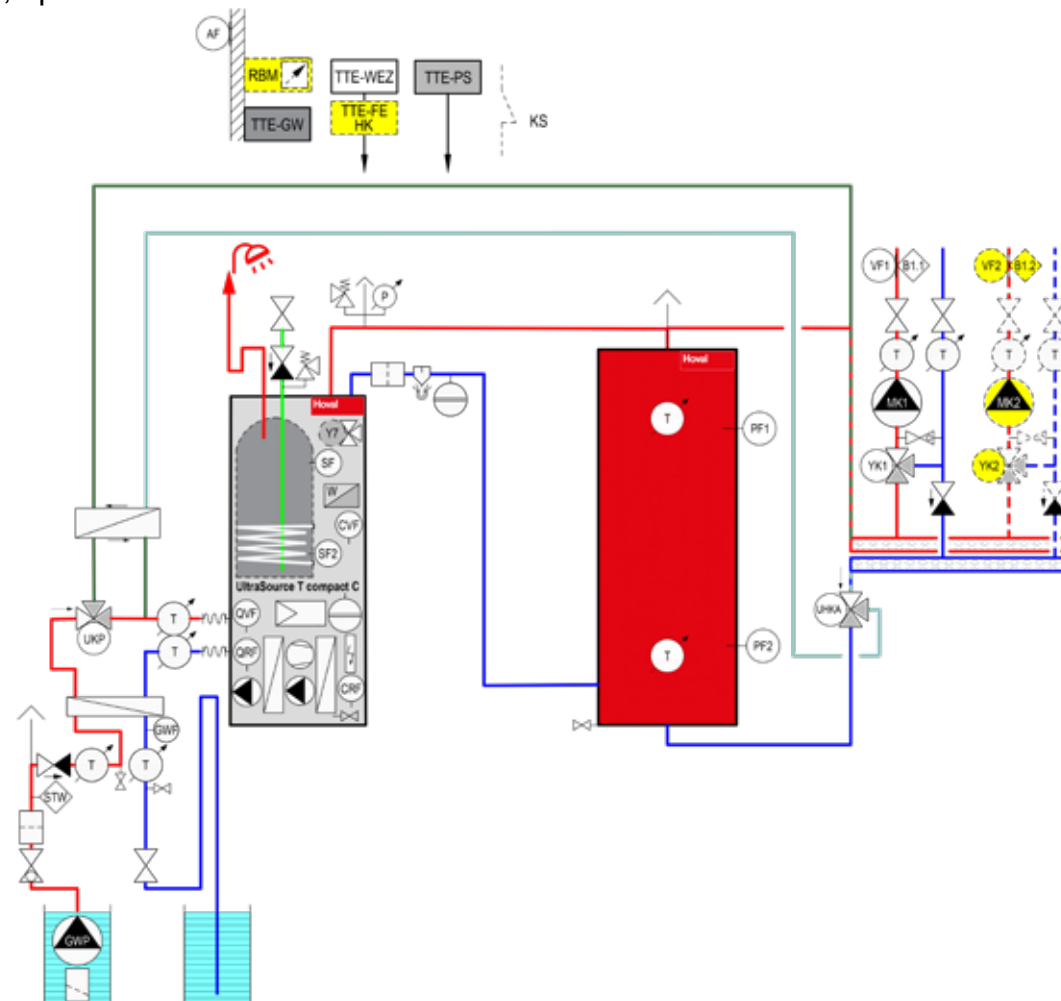 AF
RBM
TTE-WEZ
TTE-PS
TTE-FE
HK
TTE-GW
KS
P
VF1
B1.1
VF2
B1.2
T
T
T
T
Hoval
Hoval
MK1
MK2
Y7
T
PF1
SF
YK1
YK2
W
CVF
SF2
UltraSource T compact C
QVF
T
UHKA
UKP
T
QRF
T
PF2
CRF
GWF
T
T
STW
GWP